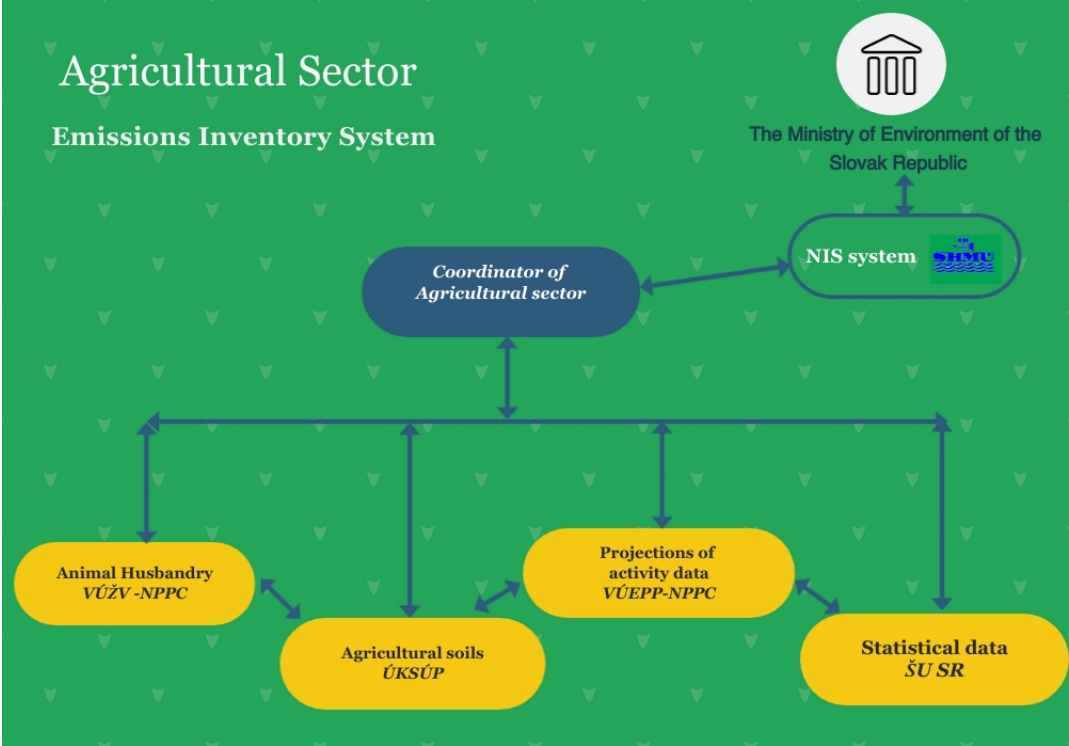 Agricultural Sector
Emissions Inventory System
The Ministry of Environment of the
Slovak Republic
NIS system
SHMU
Coordinator of
Agricultural sector
Animal Husbandry
VÚŽV -NPPC
Agricultural soils
ÚKSÚP
Projections of
activity data
VÚEPP-NPPC
Statistical data
ŠU SR